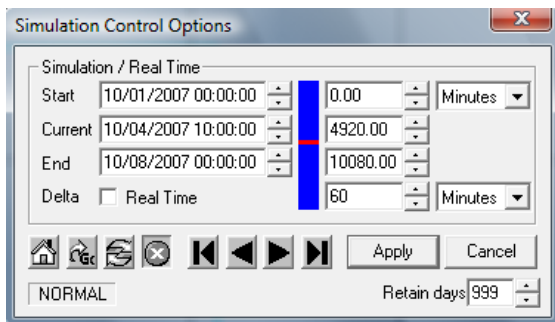 Simulation Control Options
Simulation / Real Time
Start 10/01/2007 00:00:00 0.00 Minutes
Current 10/04/2007 10:00:00 4920.00
End 10/08/2007 00:00:00 10080.00
Delta Real Time 60 Minutes
Go Apply Cancel
NORMAL Retain days 999